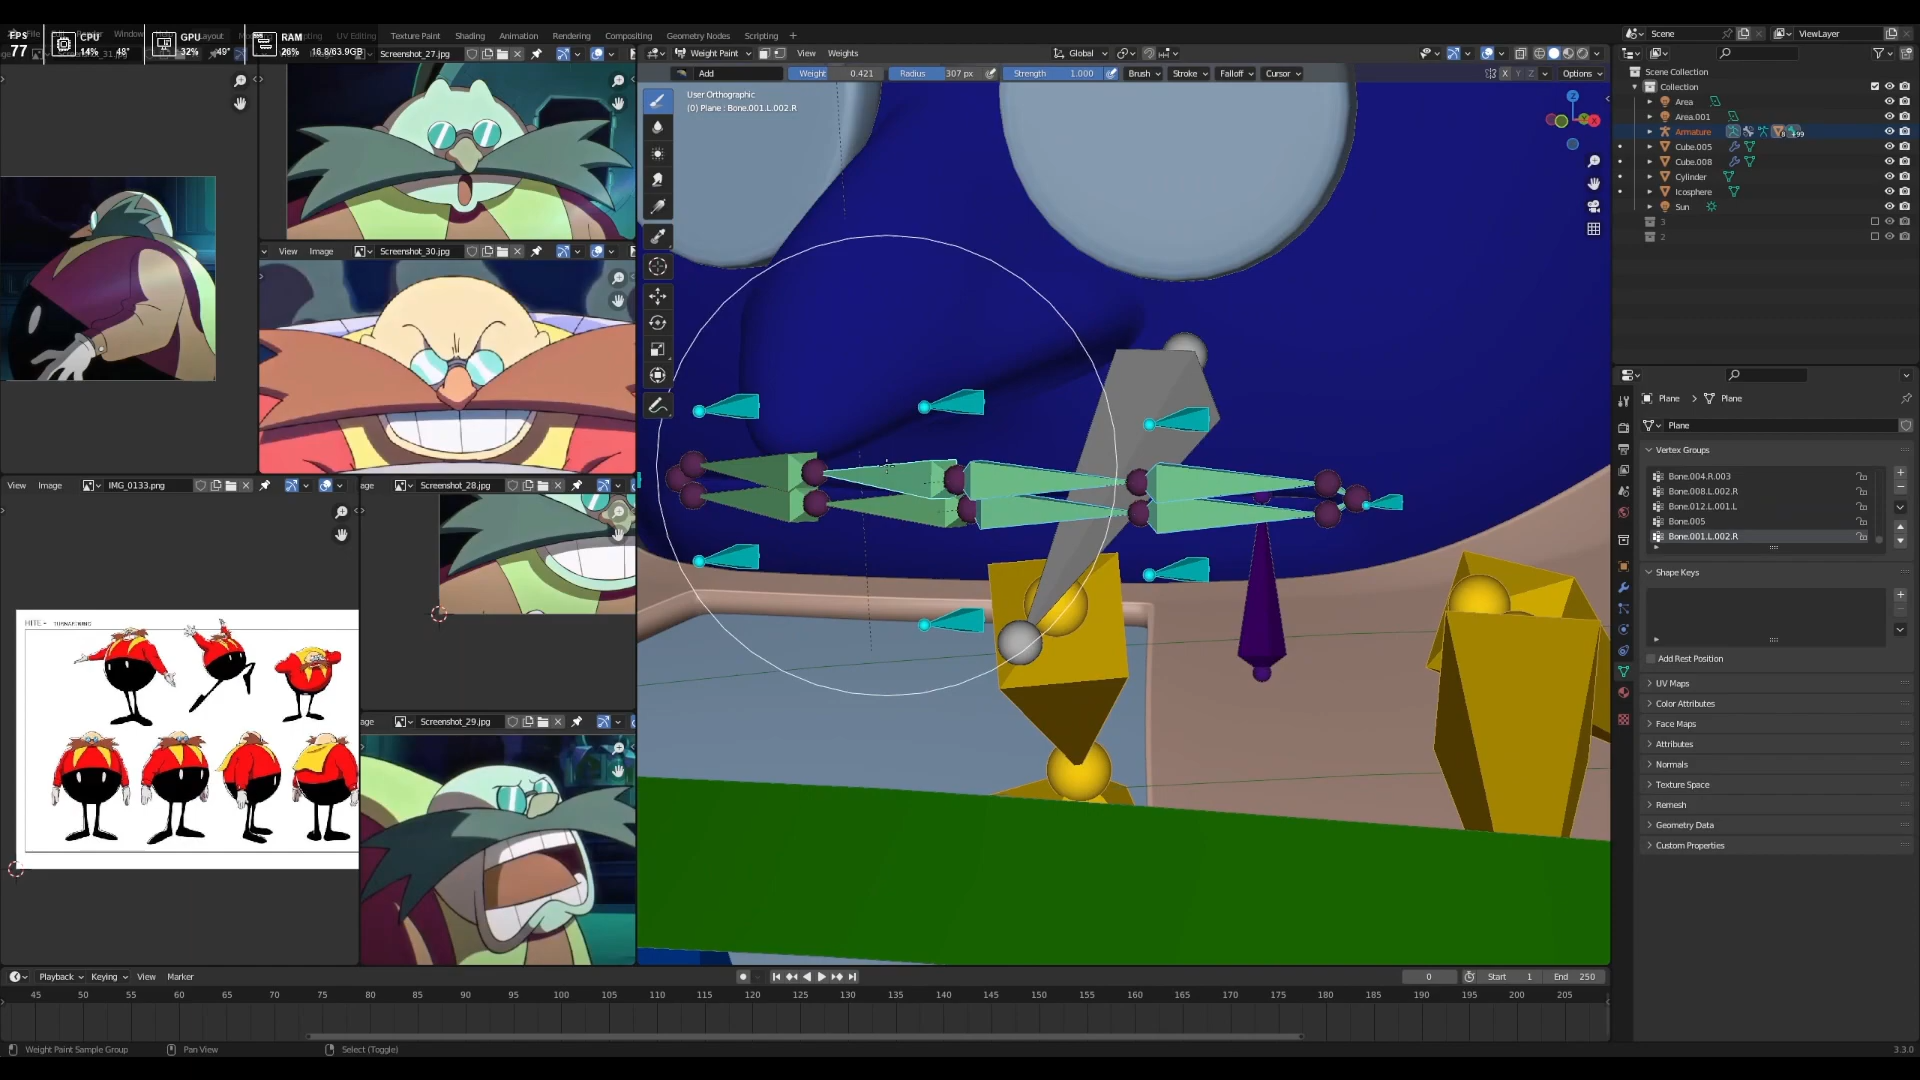 FPS 77 CPU 14% 48° GPU 32% 49° RAM 26% 16.8/63.9GB
UV Editing Texture Paint Shading Animation Rendering Compositing Geometry Nodes Scripting +
Scene ViewLayer
Screenshot_27.jpg
Weight Paint View Weights Global
Add Weight 0.421 Radius 307 px Strength 1.000 Brush Stroke Falloff Cursor X Y Z Options
User Orthographic
(0) Plane : Bone.001.L.002.R
Scene Collection
Collection
Area
Area.001
Armature
Cube.005
Cube.008
Cylinder
Icosphere
Sun
3
2
View Image Screenshot_30.jpg
View Image IMG_0133.png
Screenshot_28.jpg
Screenshot_29.jpg
Plane > Plane
Plane
Vertex Groups
Bone.004.R.003
Bone.008.L.002.R
Bone.012.L.001.L
Bone.005
Bone.001.L.002.R
Shape Keys
Add Rest Position
UV Maps
Color Attributes
Face Maps
Attributes
Normals
Texture Space
Remesh
Geometry Data
Custom Properties
Playback Keying View Marker 0 Start 1 End 250
45 50 55 60 65 70 75 80 85 90 95 100 105 110 115 120 125 130 135 140 145 150 155 160 165 170 175 180 185 190 195 200 205
Weight Paint Sample Group Pan View Select (Toggle) 3.3.0